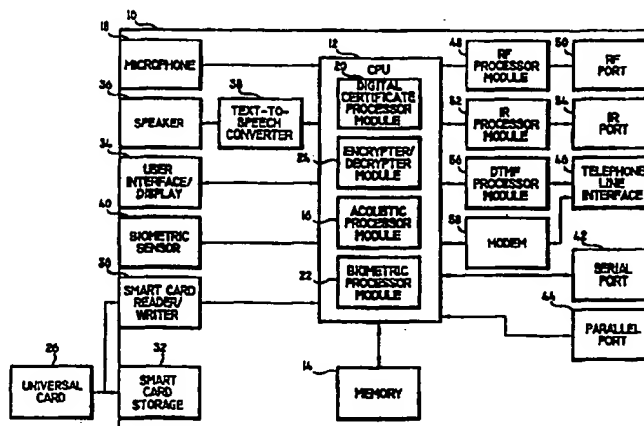 10
18
MICROPHONE
36
SPEAKER
38
TEXT-TO-
SPEECH
CONVERTER
34
USER
INTERFACE/
DISPLAY
40
BIOMETRIC
SENSOR
30
SMART CARD
READER/
WRITER
26
UNIVERSAL
CARD
32
SMART
CARD
STORAGE
12
CPU
20
DIGITAL
CERTIFICATE
PROCESSOR
MODULE
24
ENCRYPTER/
DECRYPTER
MODULE
16
ACOUSTIC
PROCESSOR
MODULE
22
BIOMETRIC
PROCESSOR
MODULE
14
MEMORY
48
RF
PROCESSOR
MODULE
50
RF
PORT
52
IR
PROCESSOR
MODULE
54
IR
PORT
56
DTMF
PROCESSOR
MODULE
46
TELEPHONE
LINE
INTERFACE
58
MODEM
42
SERIAL
PORT
44
PARALLEL
PORT